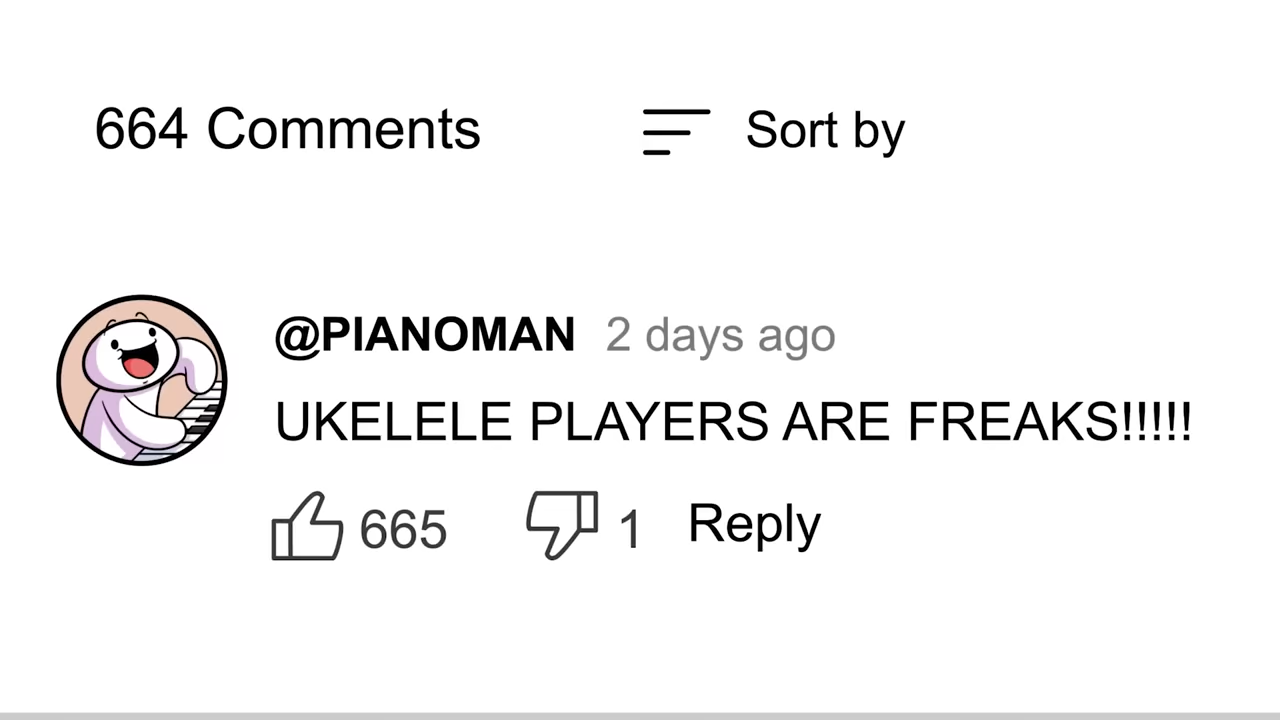 664 Comments Sort by
@PIANOMAN 2 days ago
UKELELE PLAYERS ARE FREAKS!!!!!
665 1 Reply